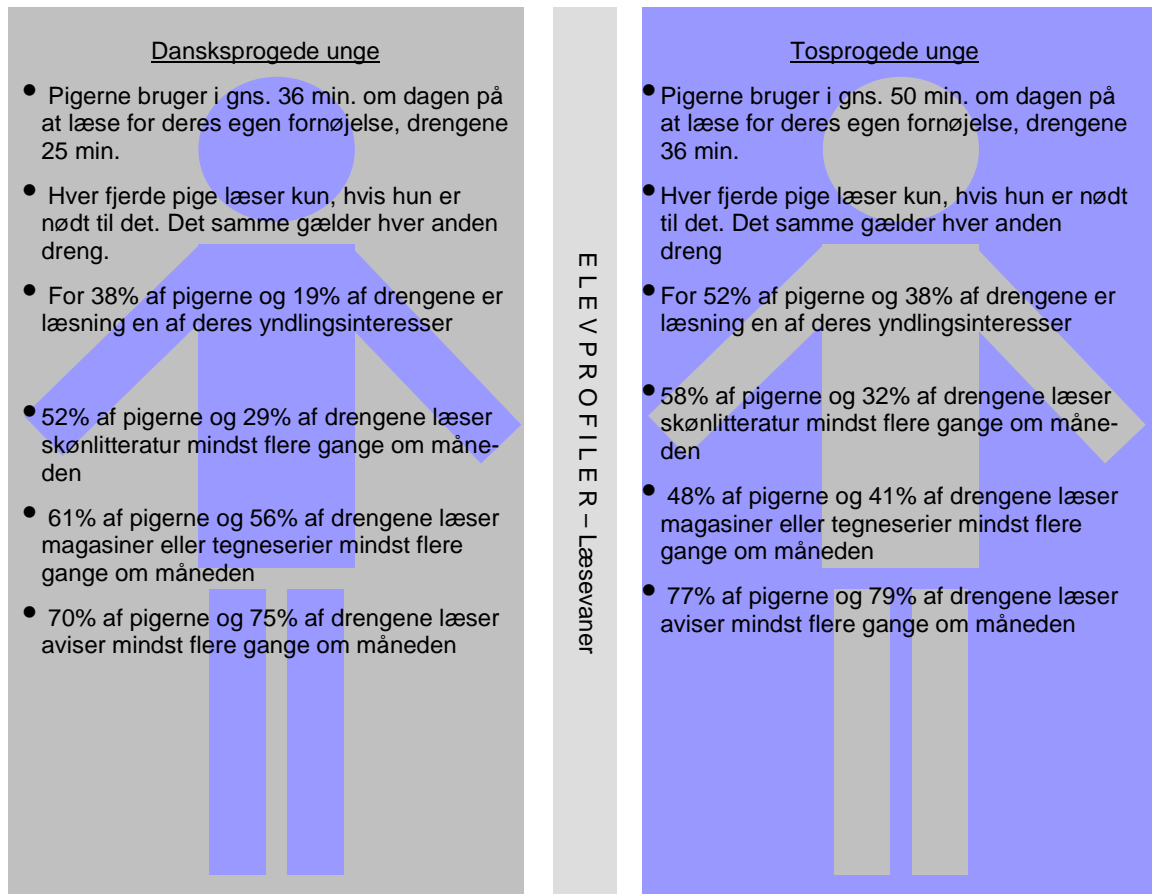 Dansksprogede unge
• Pigerne bruger i gns. 36 min. om dagen på
at læse for deres egen fornøjelse, drengene
25 min.
• Hver fjerde pige læser kun, hvis hun er
nødt til det. Det samme gælder hver anden
dreng.
• For 38% af pigerne og 19% af drengene er
læsning en af deres yndlingsinteresser
• 52% af pigerne og 29% af drengene læser
skønlitteratur mindst flere gange om måne-
den
• 61% af pigerne og 56% af drengene læser
magasiner eller tegneserier mindst flere
gange om måneden
• 70% af pigerne og 75% af drengene læser
aviser mindst flere gange om måneden
ELEVPROFILER – Læsevaner
Tosprogede unge
• Pigerne bruger i gns. 50 min. om dagen på
at læse for deres egen fornøjelse, drengene
36 min.
• Hver fjerde pige læser kun, hvis hun er nødt
til det. Det samme gælder hver anden
dreng
• For 52% af pigerne og 38% af drengene er
læsning en af deres yndlingsinteresser
• 58% af pigerne og 32% af drengene læser
skønlitteratur mindst flere gange om måne-
den
• 48% af pigerne og 41% af drengene læser
magasiner eller tegneserier mindst flere
gange om måneden
• 77% af pigerne og 79% af drengene læser
aviser mindst flere gange om måneden